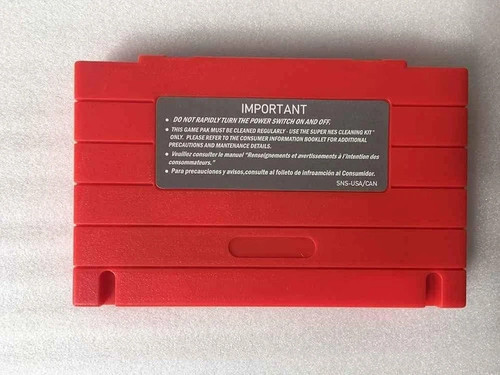 IMPORTANT
• DO NOT RAPIDLY TURN THE POWER SWITCH ON AND OFF.
• THIS GAME PAK MUST BE CLEANED REGULARLY - USE THE SUPER NES CLEANING KIT"
ONLY. PLEASE REFER TO THE CONSUMER INFORMATION BOOKLET FOR ADDITIONAL
PRECAUTIONS AND MAINTENANCE DETAILS.
• Veuillez consulter le manuel "Renseignements et avertissements à l'intention des
consommateurs."
• Para precauciones y avisos,consulte al folleto de Infreamción al Consumidor.
SNS-USA/CAN